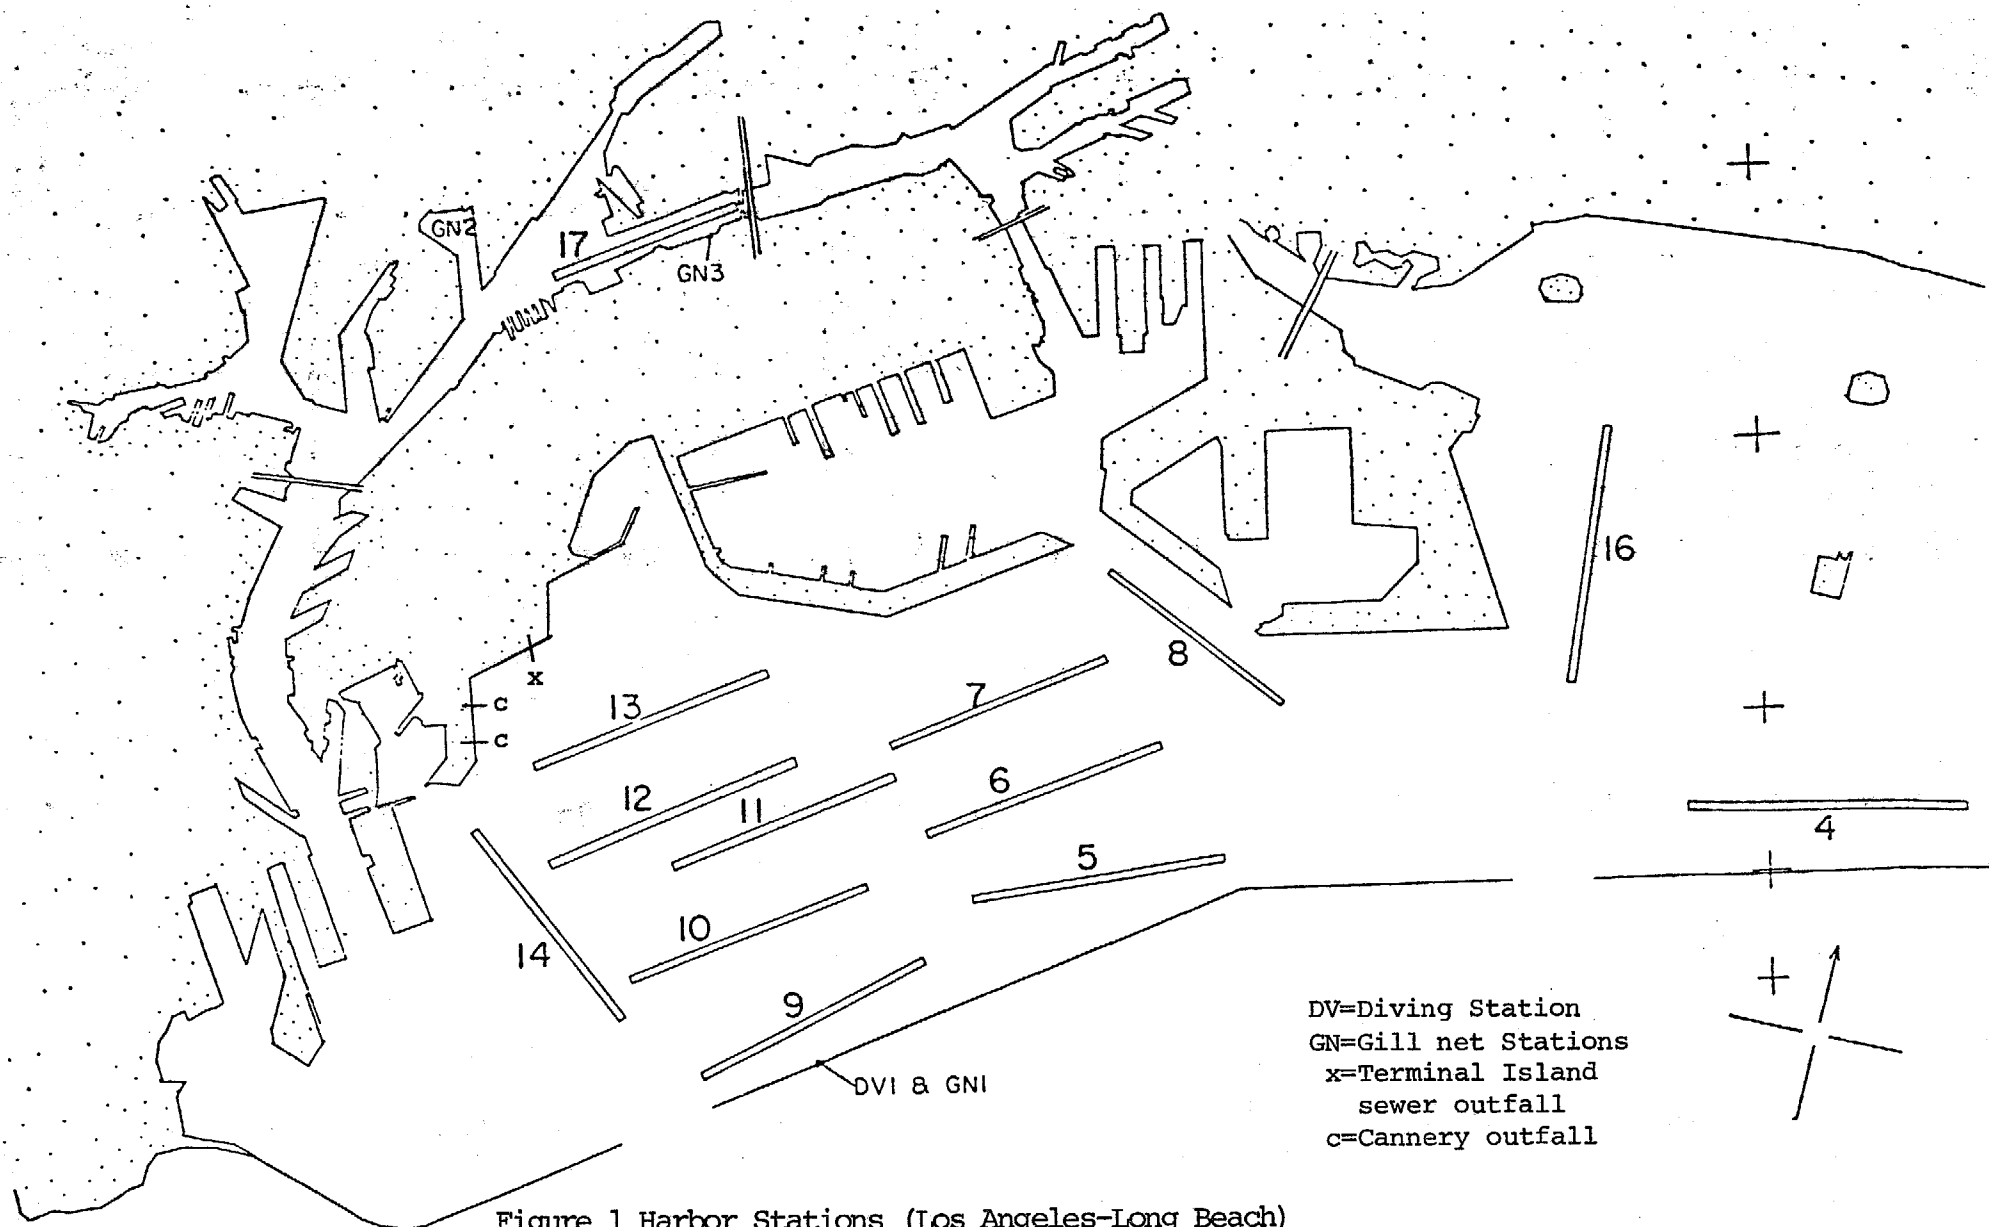 GN2
17
GN3
16
x
c
c
13
7
8
12
11
6
4
5
10
14
9
DV1 & GN1
DV=Diving Station
GN=Gill net Stations
x=Terminal Island
sewer outfall
c=Cannery outfall
Figure 1 Harbor Stations (Los Angeles-Long Beach)